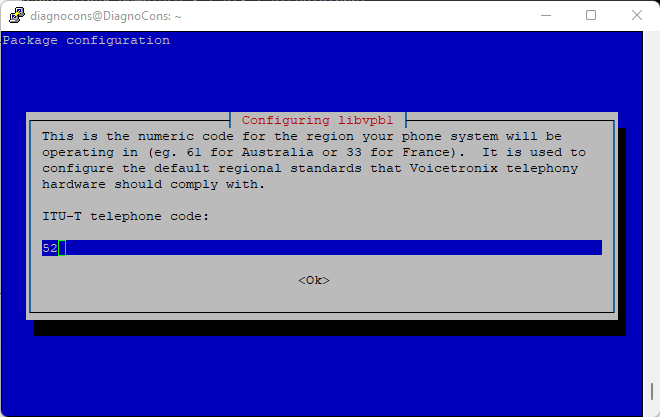 diagnocons@DiagnoCons: ~
Package configuration
Configuring libvpb1
This is the numeric code for the region your phone system will be
operating in (eg. 61 for Australia or 33 for France).  It is used to
configure the default regional standards that Voicetronix telephony
hardware should comply with.
ITU-T telephone code:
52
<Ok>